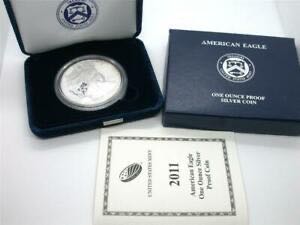 AMERICAN EAGLE
ONE OUNCE PROOF
SILVER COIN
UNITED STATES MINT
2011
American Eagle
One Ounce Silver
Proof Coin